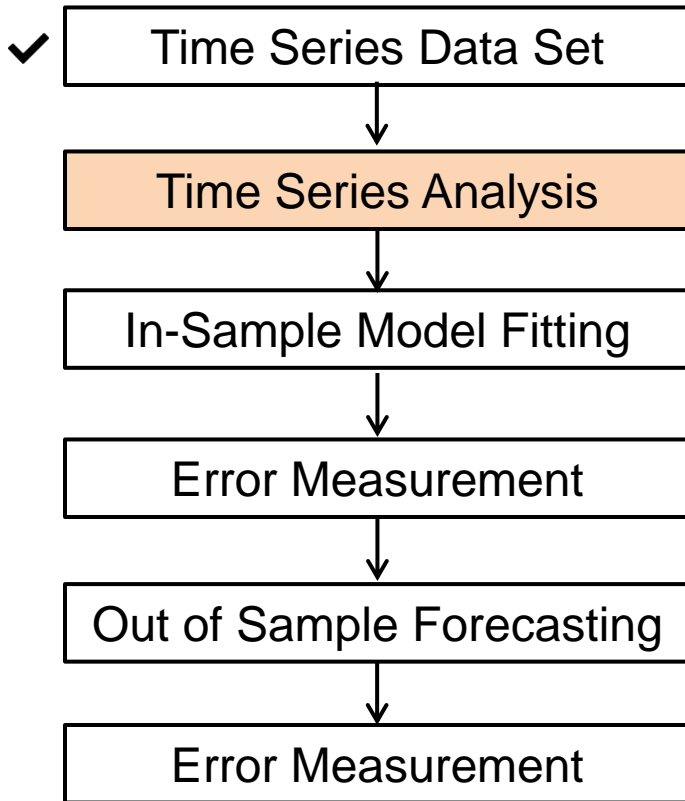 Time Series Data Set
Time Series Analysis
In-Sample Model Fitting
Error Measurement
Out of Sample Forecasting
Error Measurement